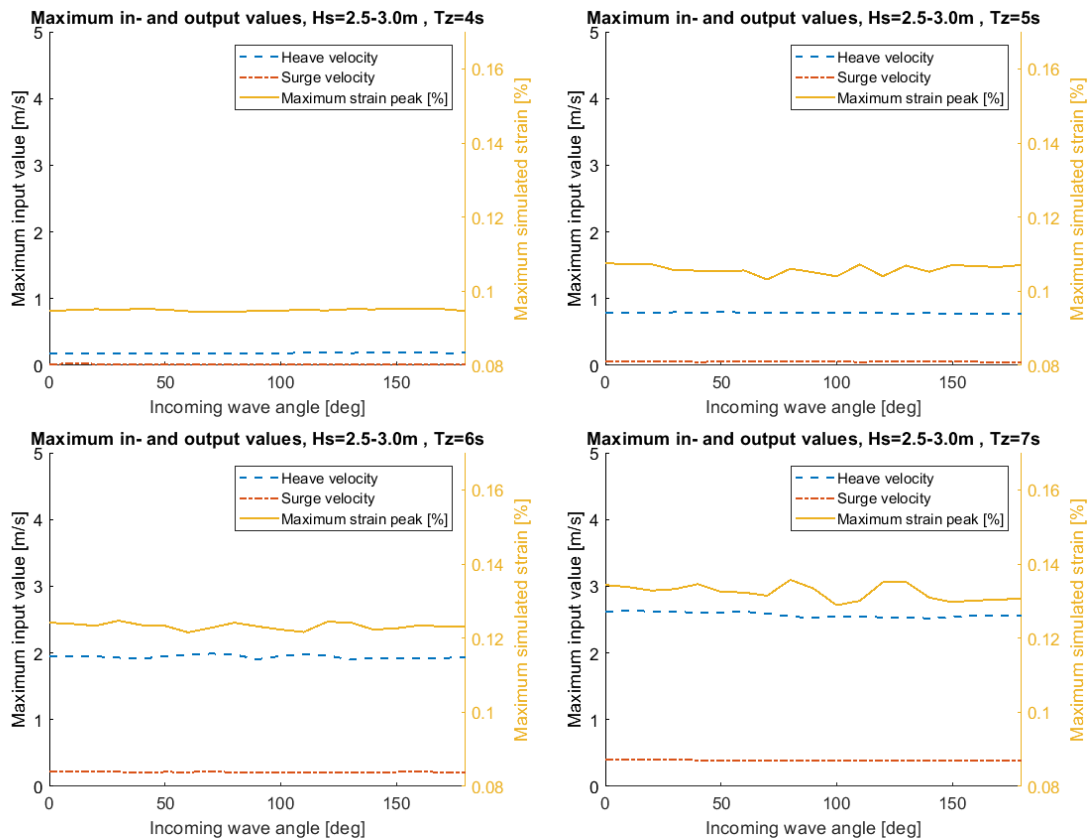 Maximum in- and output values, Hs=2.5-3.0m , Tz=4s
Heave velocity
Surge velocity
Maximum strain peak [%]
Maximum input value [m/s]
5
4
3
2
1
0
Maximum simulated strain [%]
0.16
0.14
0.12
0.1
0.08
0
50
100
150
Incoming wave angle [deg]
Maximum in- and output values, Hs=2.5-3.0m , Tz=5s
Heave velocity
Surge velocity
Maximum strain peak [%]
Maximum input value [m/s]
5
4
3
2
1
0
Maximum simulated strain [%]
0.16
0.14
0.12
0.1
0.08
0
50
100
150
Incoming wave angle [deg]
Maximum in- and output values, Hs=2.5-3.0m , Tz=6s
Heave velocity
Surge velocity
Maximum strain peak [%]
Maximum input value [m/s]
5
4
3
2
1
0
Maximum simulated strain [%]
0.16
0.14
0.12
0.1
0.08
0
50
100
150
Incoming wave angle [deg]
Maximum in- and output values, Hs=2.5-3.0m , Tz=7s
Heave velocity
Surge velocity
Maximum strain peak [%]
Maximum input value [m/s]
5
4
3
2
1
0
Maximum simulated strain [%]
0.16
0.14
0.12
0.1
0.08
0
50
100
150
Incoming wave angle [deg]